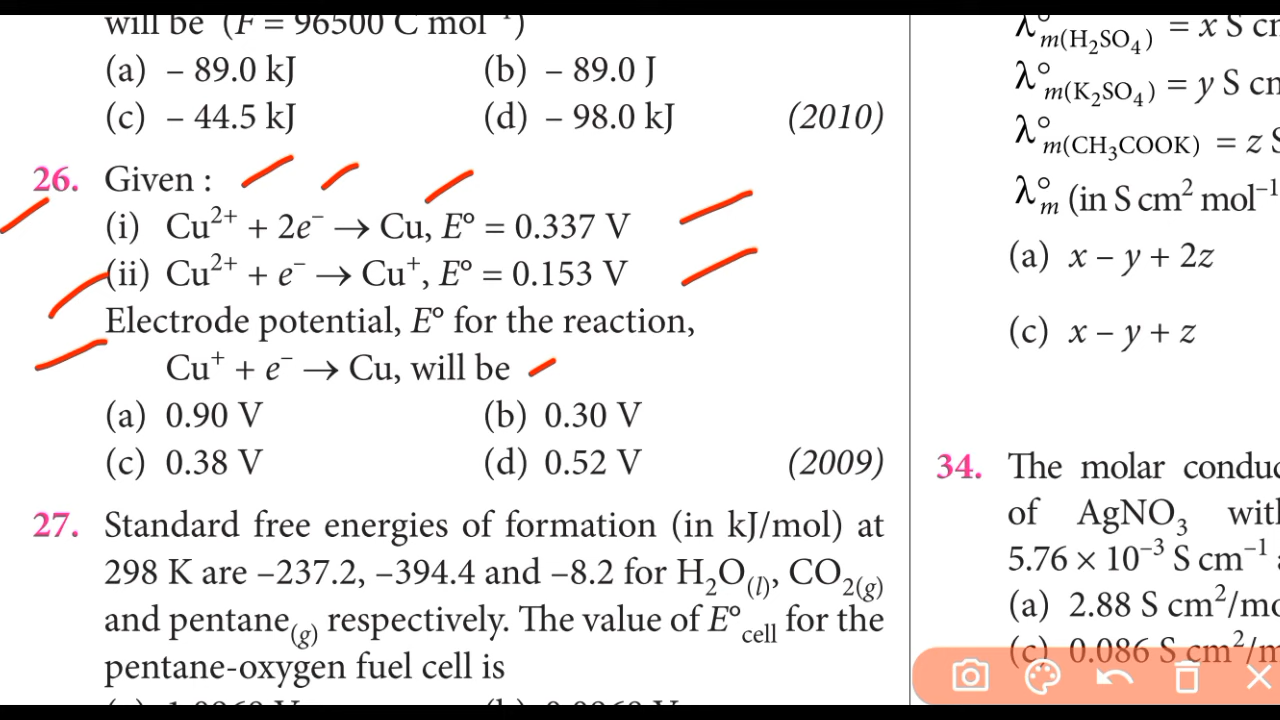 will be (F = 96500 C mol⁻¹)
(a) – 89.0 kJ (b) – 89.0 J
(c) – 44.5 kJ (d) – 98.0 kJ (2010)
26. Given :
(i) Cu²⁺ + 2e⁻ → Cu, E° = 0.337 V
(ii) Cu²⁺ + e⁻ → Cu⁺, E° = 0.153 V
Electrode potential, E° for the reaction,
Cu⁺ + e⁻ → Cu, will be
(a) 0.90 V (b) 0.30 V
(c) 0.38 V (d) 0.52 V (2009)
27. Standard free energies of formation (in kJ/mol) at
298 K are –237.2, –394.4 and –8.2 for H₂O(l), CO₂(g)
and pentane(g) respectively. The value of E°cell for the
pentane-oxygen fuel cell is
λ°m(H₂SO₄) = x S
λ°m(K₂SO₄) = y S
λ°m(CH₃COOK) = z S
λ°m (in S cm² mol⁻¹
(a) x – y + 2z
(c) x – y + z
34. The molar
of AgNO₃
5.76 × 10⁻³ S cm⁻¹
(a) 2.88 S
(c) 0.086 S